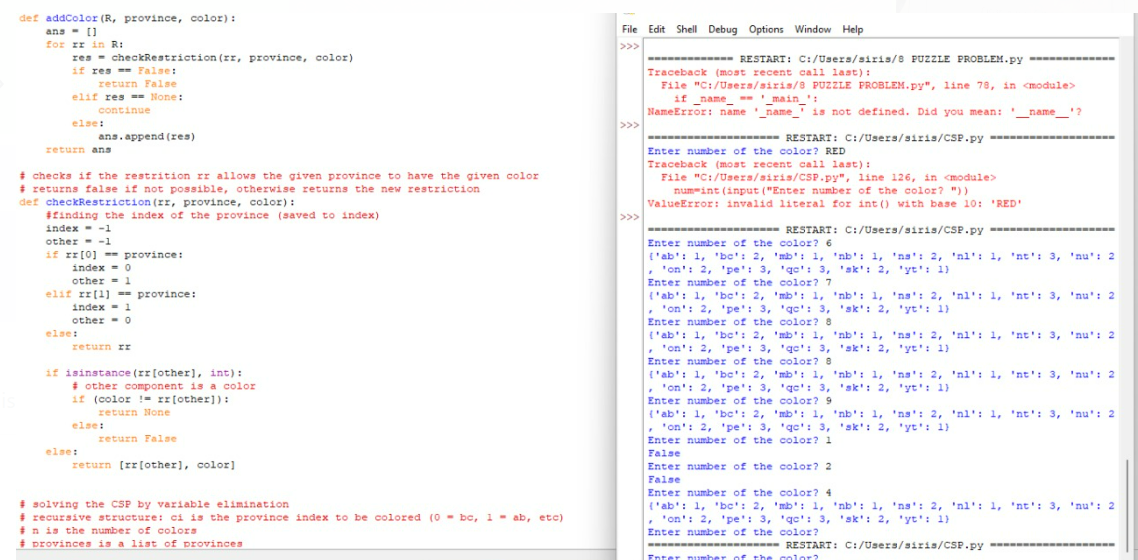 def addColor(R, province, color):
    ans = []
    for rr in R:
        res = checkRestriction(rr, province, color)
        if res == False:
            return False
        elif res == None:
            continue
        else:
            ans.append(res)
    return ans

# checks if the restrition rr allows the given province to have the given color
# returns false if not possible, otherwise returns the new restriction
def checkRestriction(rr, province, color):
    #finding the index of the province (saved to index)
    index = -1
    other = -1
    if rr[0] == province:
        index = 0
        other = 1
    elif rr[1] == province:
        index = 1
        other = 0
    else:
        return rr

    if isinstance(rr[other], int):
        # other component is a color
        if (color != rr[other]):
            return None
        else:
            return False
    else:
        return [rr[other], color]

# solving the CSP by variable elimination
# recursive structure: ci is the province index to be colored (0 = bc, 1 = ab, etc)
# n is the number of colors
# provinces is a list of provinces
File Edit Shell Debug Options Window Help
>>>
============= RESTART: C:/Users/siris/8 PUZZLE PROBLEM.py =============
Traceback (most recent call last):
  File "C:/Users/siris/8 PUZZLE PROBLEM.py", line 78, in <module>
    if _name_ == '_main_':
NameError: name '_name_' is not defined. Did you mean: '__name__'?
>>>
==================== RESTART: C:/Users/siris/CSP.py ===================
Enter number of the color? RED
Traceback (most recent call last):
  File "C:/Users/siris/CSP.py", line 126, in <module>
    num=int(input("Enter number of the color? "))
ValueError: invalid literal for int() with base 10: 'RED'
>>>
==================== RESTART: C:/Users/siris/CSP.py ===================
Enter number of the color? 6
{'ab': 1, 'bc': 2, 'mb': 1, 'nb': 1, 'ns': 2, 'nl': 1, 'nt': 3, 'nu': 2
, 'on': 2, 'pe': 3, 'qc': 3, 'sk': 2, 'yt': 1}
Enter number of the color? 7
{'ab': 1, 'bc': 2, 'mb': 1, 'nb': 1, 'ns': 2, 'nl': 1, 'nt': 3, 'nu': 2
, 'on': 2, 'pe': 3, 'qc': 3, 'sk': 2, 'yt': 1}
Enter number of the color? 8
{'ab': 1, 'bc': 2, 'mb': 1, 'nb': 1, 'ns': 2, 'nl': 1, 'nt': 3, 'nu': 2
, 'on': 2, 'pe': 3, 'qc': 3, 'sk': 2, 'yt': 1}
Enter number of the color? 8
{'ab': 1, 'bc': 2, 'mb': 1, 'nb': 1, 'ns': 2, 'nl': 1, 'nt': 3, 'nu': 2
, 'on': 2, 'pe': 3, 'qc': 3, 'sk': 2, 'yt': 1}
Enter number of the color? 9
{'ab': 1, 'bc': 2, 'mb': 1, 'nb': 1, 'ns': 2, 'nl': 1, 'nt': 3, 'nu': 2
, 'on': 2, 'pe': 3, 'qc': 3, 'sk': 2, 'yt': 1}
Enter number of the color? 1
False
Enter number of the color? 2
False
Enter number of the color? 4
{'ab': 1, 'bc': 2, 'mb': 1, 'nb': 1, 'ns': 2, 'nl': 1, 'nt': 3, 'nu': 2
, 'on': 2, 'pe': 3, 'qc': 3, 'sk': 2, 'yt': 1}
Enter number of the color?
==================== RESTART: C:/Users/siris/CSP.py ===================
Enter number of the color?